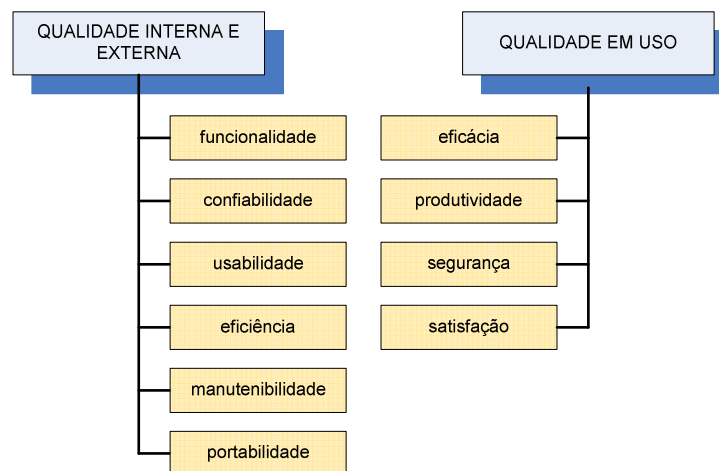 QUALIDADE INTERNA E
EXTERNA
funcionalidade
confiabilidade
usabilidade
eficiência
manutenibilidade
portabilidade
QUALIDADE EM USO
eficácia
produtividade
segurança
satisfação